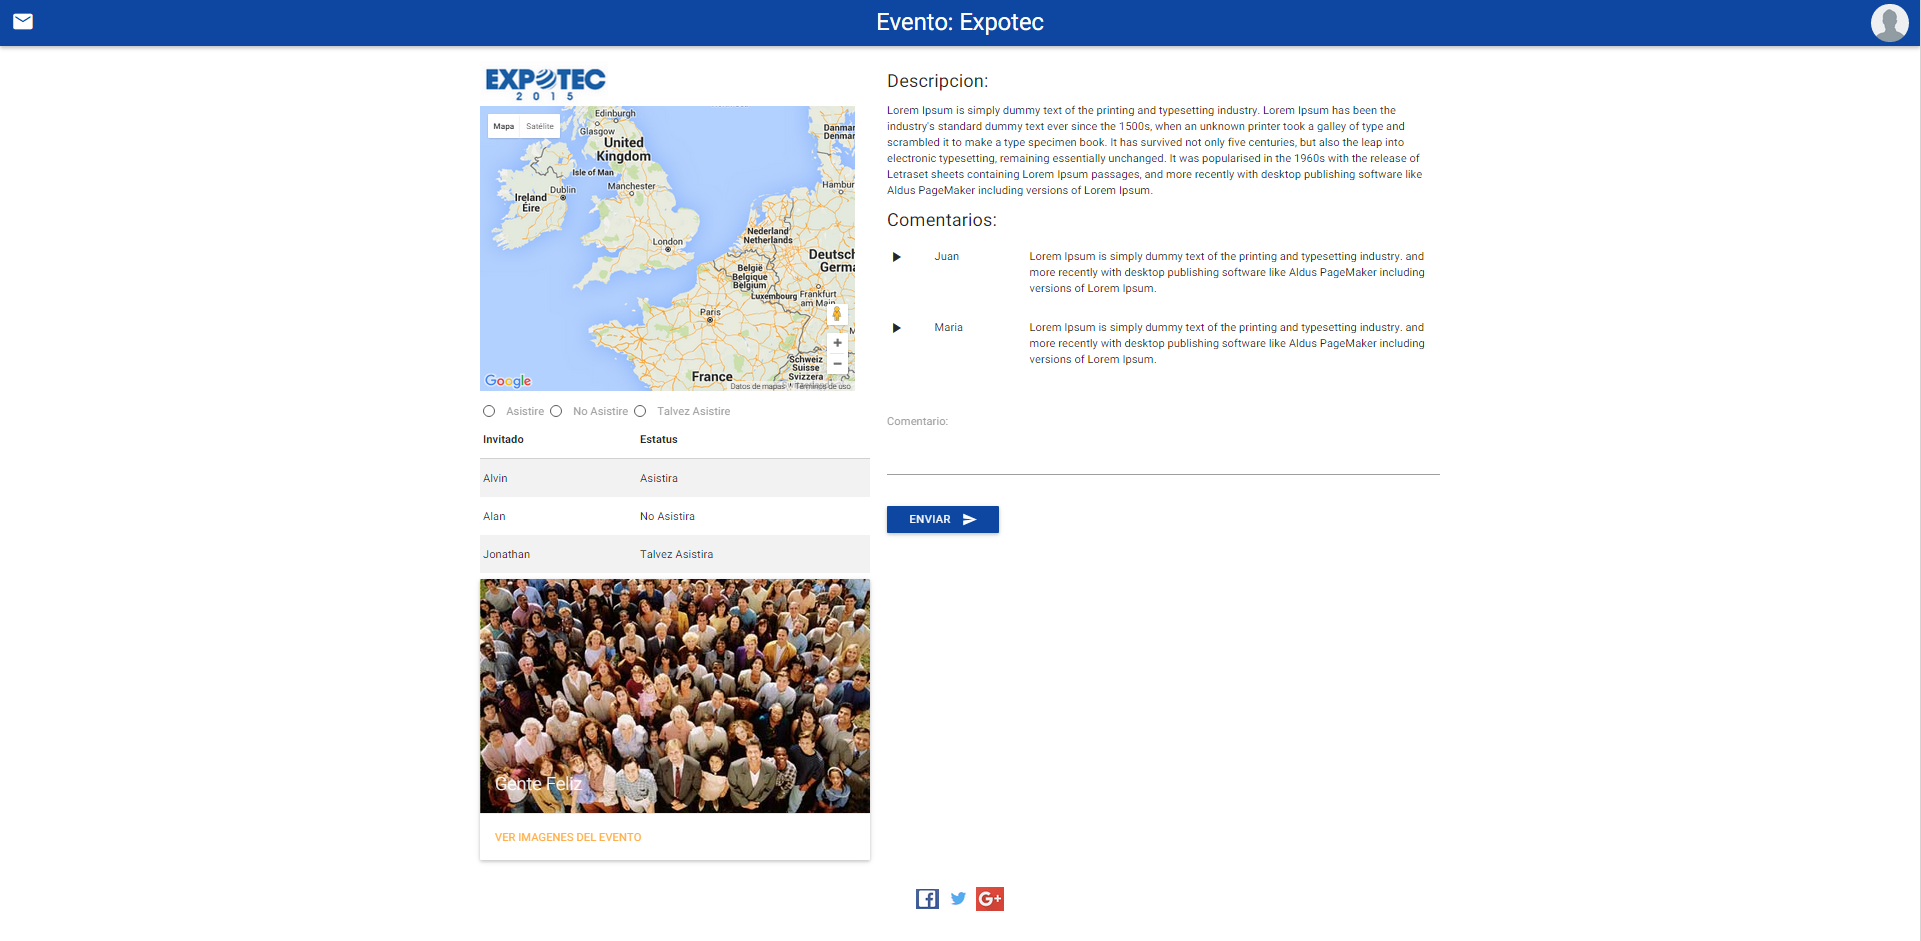 Evento: Expotec
EXPOTEC
2015
Mapa Satélite
Edinburgh
Glasgow
United
Kingdom
Isle of Man
Dublin
Manchester
Ireland
Éire
London
Danmar
Denmar
Hambur
Nederland
Netherlands
Deutsch
Germa
België
Belgique
Belgium
Luxembourg
Frankfurt
am Main
Paris
Schweiz
Suisse
Svizzera
France
Google
Datos de mapas
Términos de uso
Asistire No Asistire Talvez Asistire
Invitado Estatus
Alvin Asistira
Alan No Asistira
Jonathan Talvez Asistira
Gente Feliz
VER IMAGENES DEL EVENTO
Descripcion:
Lorem Ipsum is simply dummy text of the printing and typesetting industry. Lorem Ipsum has been the
industry's standard dummy text ever since the 1500s, when an unknown printer took a galley of type and
scrambled it to make a type specimen book. It has survived not only five centuries, but also the leap into
electronic typesetting, remaining essentially unchanged. It was popularised in the 1960s with the release of
Letraset sheets containing Lorem Ipsum passages, and more recently with desktop publishing software like
Aldus PageMaker including versions of Lorem Ipsum.
Comentarios:
Juan
Lorem Ipsum is simply dummy text of the printing and typesetting industry. and
more recently with desktop publishing software like Aldus PageMaker including
versions of Lorem Ipsum.
Maria
Lorem Ipsum is simply dummy text of the printing and typesetting industry. and
more recently with desktop publishing software like Aldus PageMaker including
versions of Lorem Ipsum.
Comentario:
ENVIAR
G+